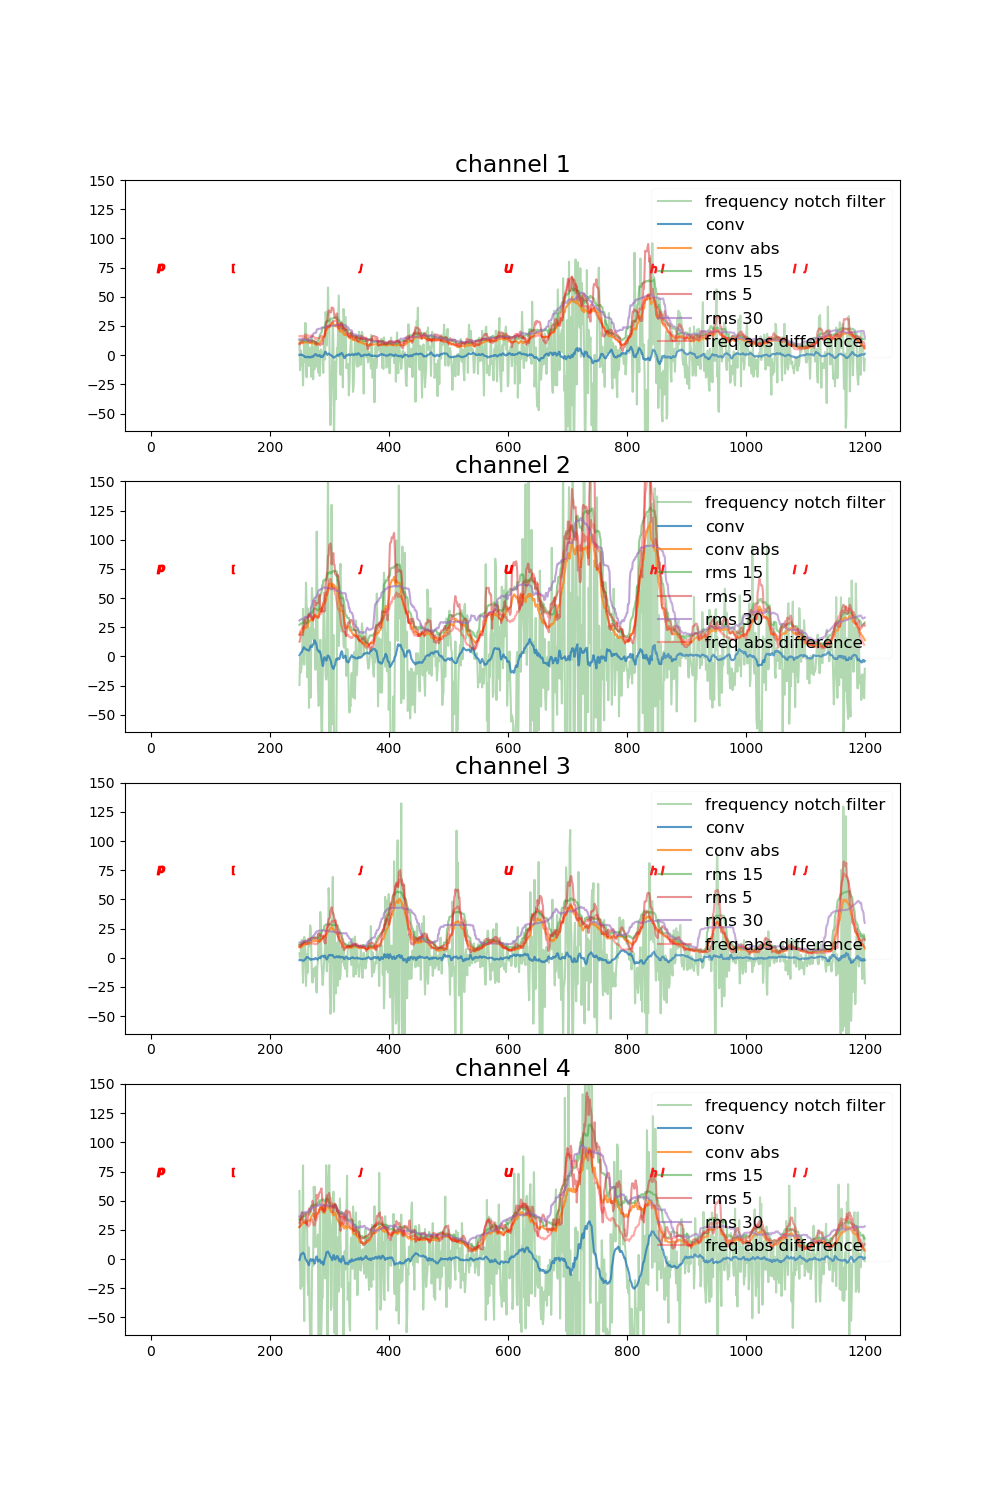 channel 1
150
125
100
75
50
25
0
−25
−50
0 200 400 600 800 1000 1200
frequency notch filter
conv
conv abs
rms 15
rms 5
rms 30
freq abs difference
p u h
channel 2
150
125
100
75
50
25
0
−25
−50
0 200 400 600 800 1000 1200
frequency notch filter
conv
conv abs
rms 15
rms 5
rms 30
freq abs difference
p u h
channel 3
150
125
100
75
50
25
0
−25
−50
0 200 400 600 800 1000 1200
frequency notch filter
conv
conv abs
rms 15
rms 5
rms 30
freq abs difference
p u h
channel 4
150
125
100
75
50
25
0
−25
−50
0 200 400 600 800 1000 1200
frequency notch filter
conv
conv abs
rms 15
rms 5
rms 30
freq abs difference
p u h